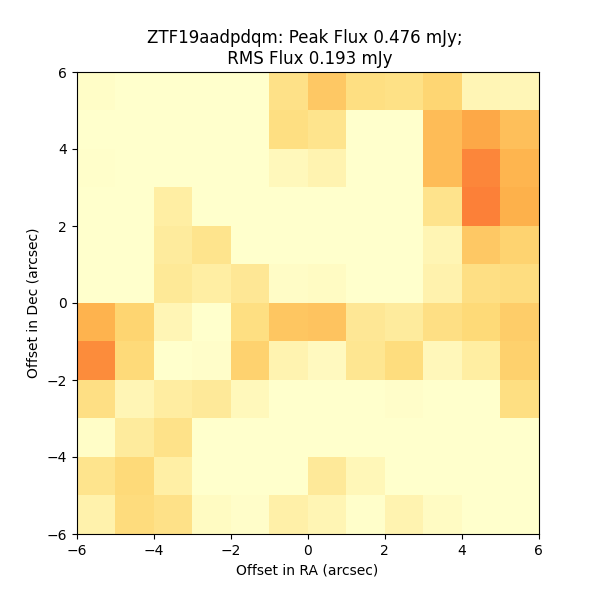 ZTF19aadpdqm: Peak Flux 0.476 mJy;
RMS Flux 0.193 mJy
6
4
2
0
−2
−4
−6
Offset in Dec (arcsec)
−6 −4 −2 0 2 4 6
Offset in RA (arcsec)